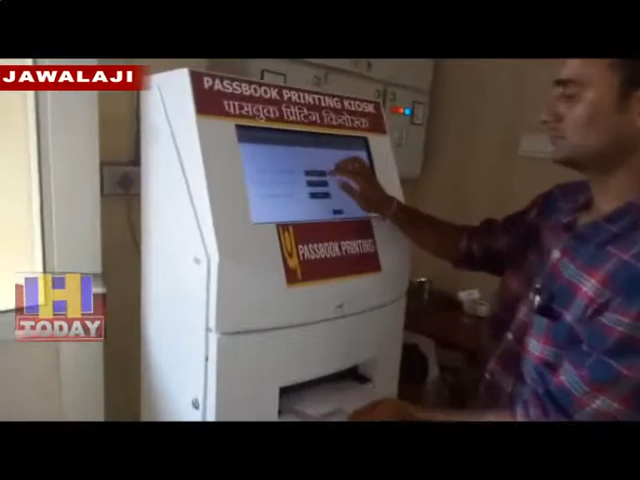 JAWALAJI
PASSBOOK PRINTING KIOSK
पासबुक प्रिंटिंग कियोस्क
PASSBOOK PRINTING
H
TODAY